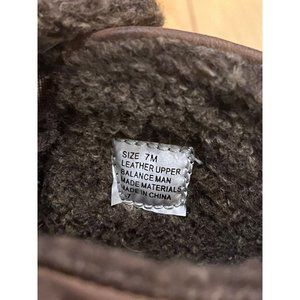 SIZE 7M
LEATHER UPPER
BALANCE MAN
MADE MATERIALS
MADE IN CHINA